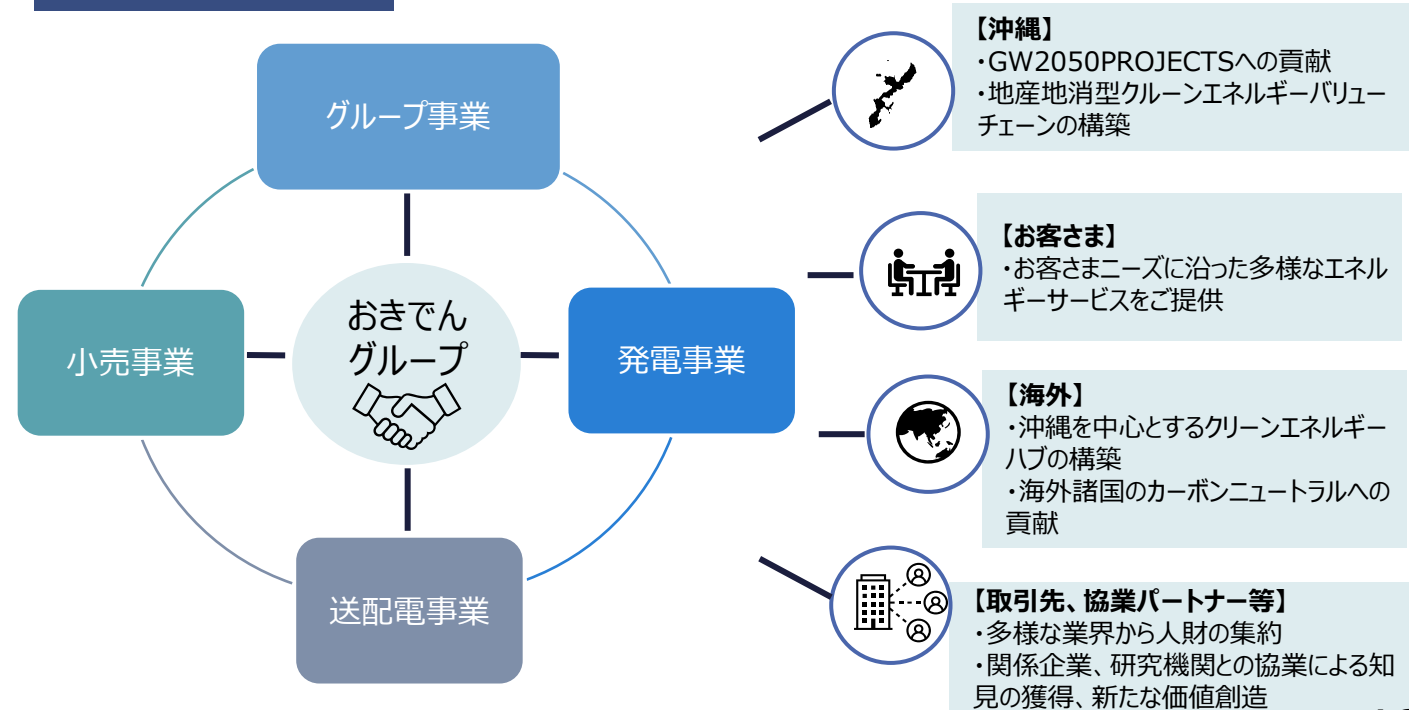 グループ事業
小売事業
おきでん
グループ
発電事業
送配電事業
【沖縄】
・GW2050PROJECTSへの貢献
・地産地消型クルーンエネルギーバリュー
チェーンの構築
【お客さま】
・お客さまニーズに沿った多様なエネル
ギーサービスをご提供
【海外】
・沖縄を中心とするクリーンエネルギー
ハブの構築
・海外諸国のカーボンニュートラルへの
貢献
【取引先、協業パートナー等】
・多様な業界から人財の集約
・関係企業、研究機関との協業による知
見の獲得、新たな価値創造